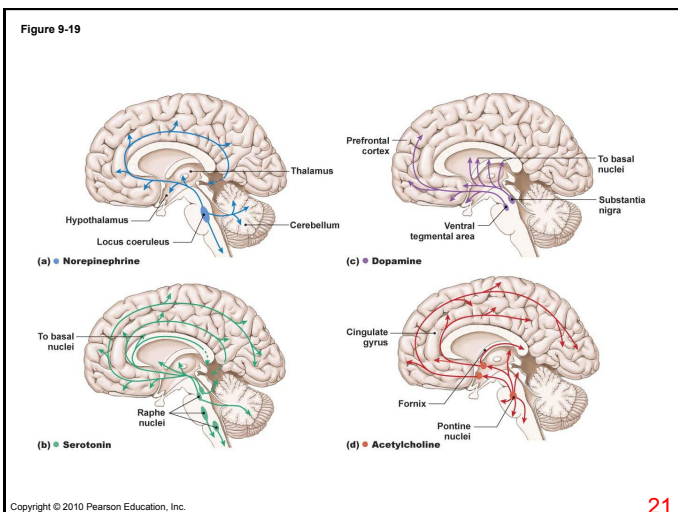 Figure 9-19
Thalamus
Hypothalamus
Locus coeruleus
Cerebellum
(a) ● Norepinephrine
Prefrontal
cortex
To basal
nuclei
Substantia
nigra
Ventral
tegmental area
(c) ● Dopamine
To basal
nuclei
Raphe
nuclei
(b) ● Serotonin
Cingulate
gyrus
Fornix
Pontine
nuclei
(d) ● Acetylcholine
Copyright © 2010 Pearson Education, Inc.
21